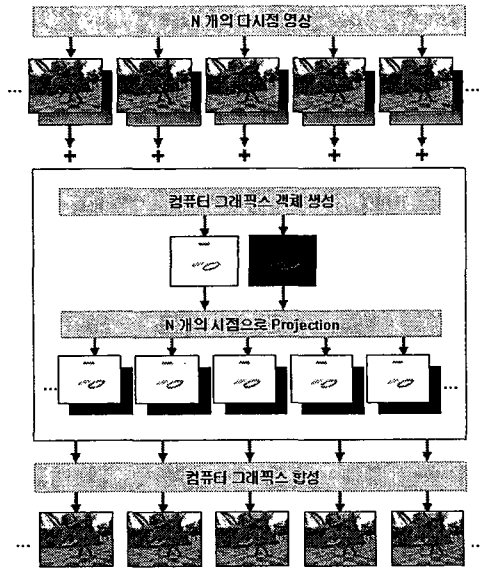 N 개의 다시점 영상
... ...
+ + + + +
컴퓨터 그래픽스 객체 생성
N 개의 시점으로 Projection
... ...
컴퓨터 그래픽스 합성
... ...